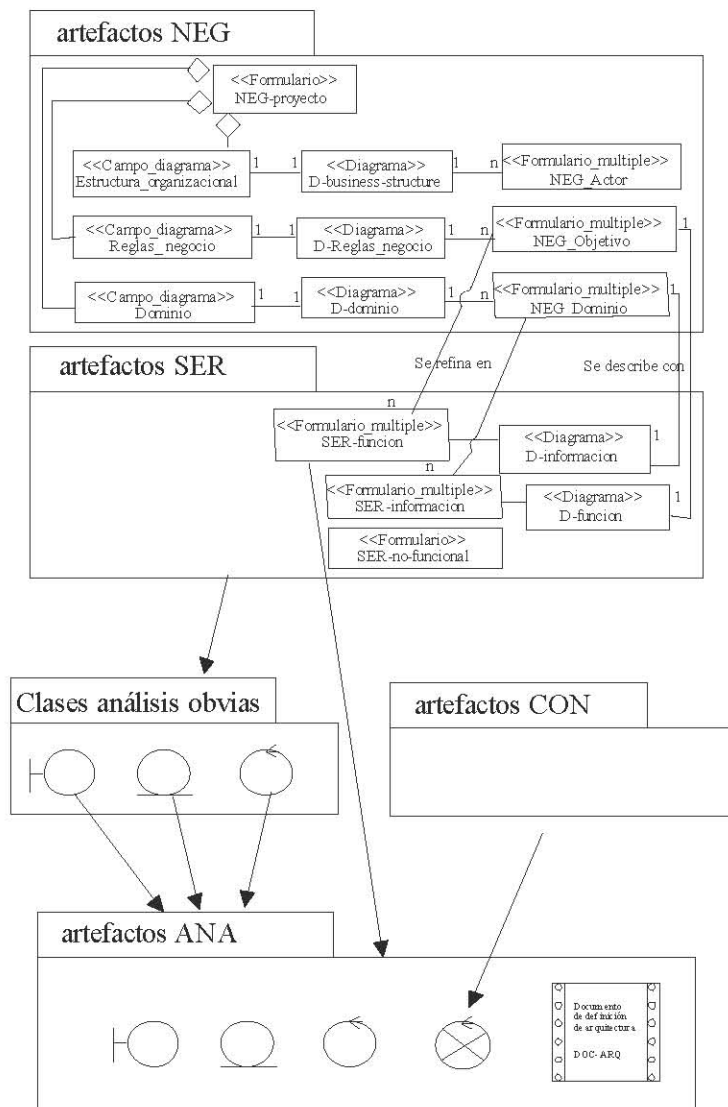 artefactos NEG
<<Formulario>>
NEG-proyecto
<<Campo_diagrama>>
Estructura_organizacional
1
1
<<Diagrama>>
D-business-structure
1
n
<<Formulario_multiple>>
NEG_Actor
<<Campo_diagrama>>
Reglas_negocio
1
1
<<Diagrama>>
D-Reglas_negocio
1
n
<<Formulario_multiple>>
NEG_Objetivo
1
<<Campo_diagrama>>
Dominio
1
1
<<Diagrama>>
D-dominio
1
n
<<Formulario_multiple>>
NEG_Dominio
1
Se refina en
Se describe con
artefactos SER
n
<<Formulario_multiple>>
SER-funcion
<<Diagrama>>
D-informacion
1
n
<<Formulario_multiple>>
SER-informacion
<<Diagrama>>
D-funcion
1
<<Formulario>>
SER-no-funcional
Clases análisis obvias
artefactos CON
artefactos ANA
Documento
de definición
de arquitectura
DOC-ARQ